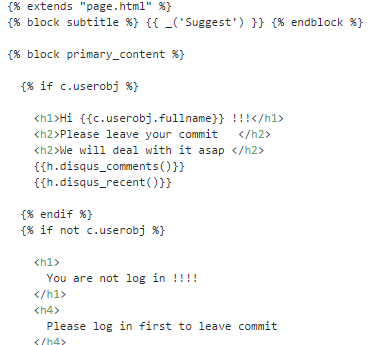 {% extends "page.html" %}
{% block subtitle %} {{ _('Suggest') }} {% endblock %}
{% block primary_content %}
{% if c.userobj %}
<h1>Hi {{c.userobj.fullname}} !!!</h1>
<h2>Please leave your commit   </h2>
<h2>We will deal with it asap </h2>
{{h.disqus_comments()}}
{{h.disqus_recent()}}
{% endif %}
{% if not c.userobj %}
<h1>
You are not log in !!!!
</h1>
<h4>
Please log in first to leave commit
</h4>